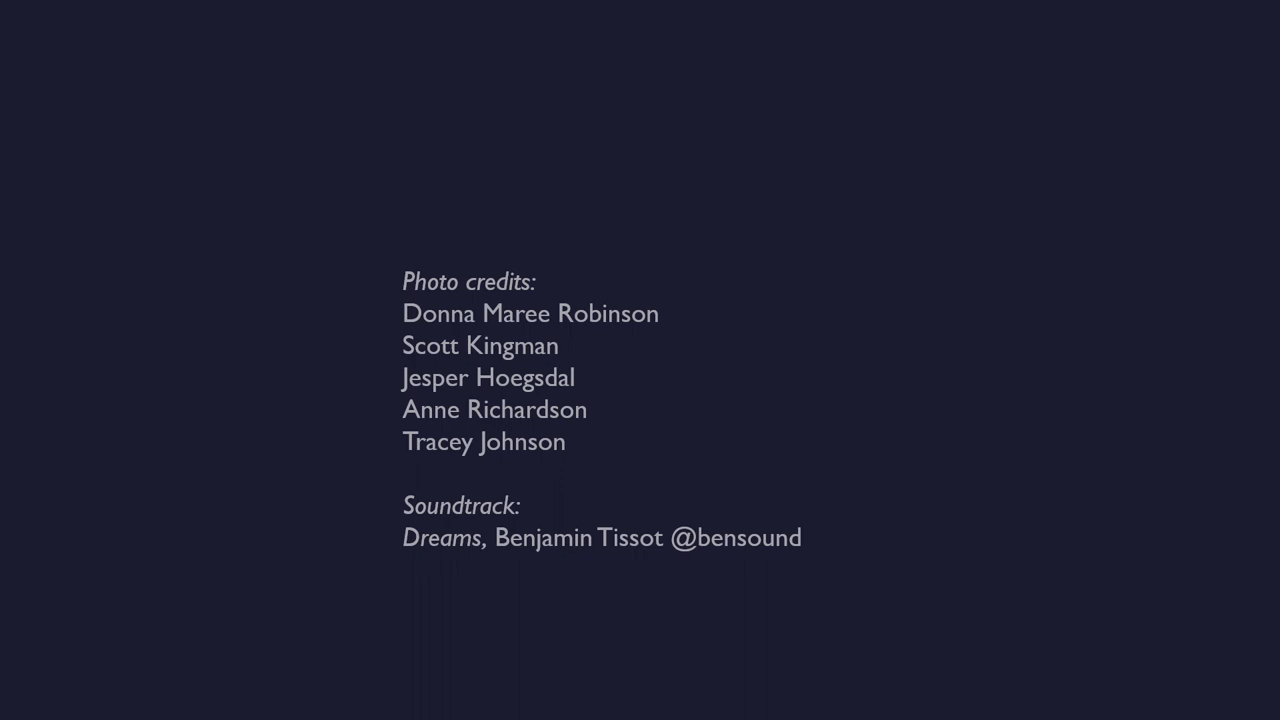 Photo credits:
Donna Maree Robinson
Scott Kingman
Jesper Hoegsdal
Anne Richardson
Tracey Johnson
Soundtrack:
Dreams, Benjamin Tissot @bensound